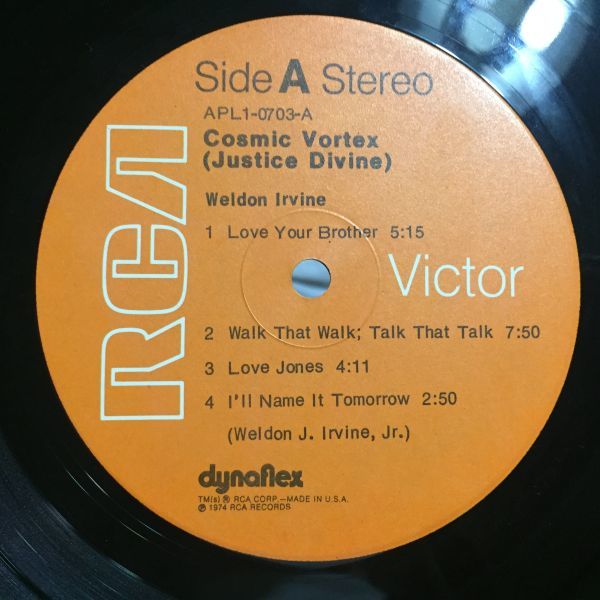 Side A Stereo
APL1-0703-A
Cosmic Vortex
(Justice Divine)
Weldon Irvine
1 Love Your Brother 5:15
RCA
Victor
2 Walk That Walk; Talk That Talk 7:50
3 Love Jones 4:11
4 I'll Name It Tomorrow 2:50
(Weldon J. Irvine, Jr.)
dynaflex
TM(s) ® RCA CORP.—MADE IN U.S.A.
℗ 1974 RCA RECORDS